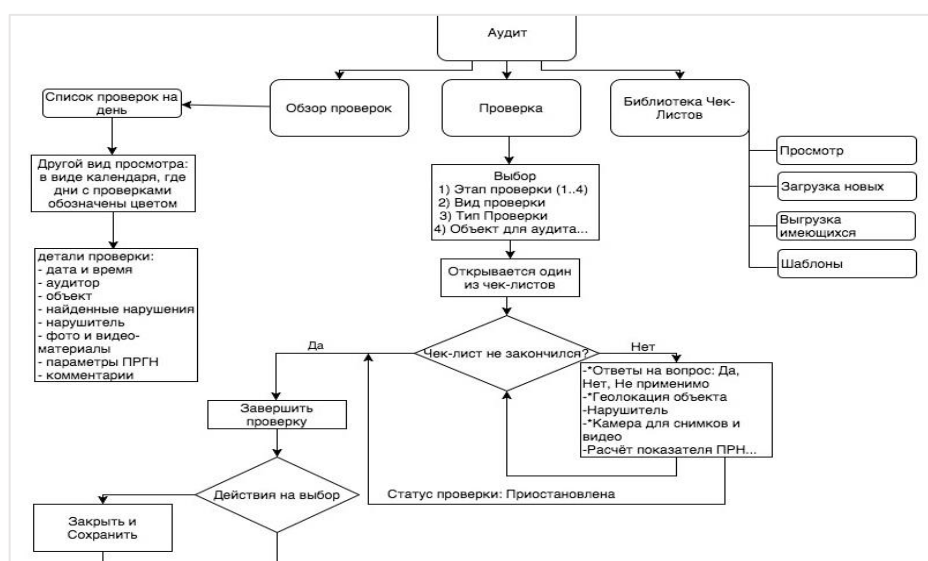 Аудит
Список проверок на
день
Обзор проверок
Проверка
Библиотека Чек-
Листов
Просмотр
Загрузка новых
Выгрузка
имеющихся
Шаблоны
Другой вид просмотра:
в виде календаря, где
дни с проверками
обозначены цветом
Выбор
1) Этап проверки (1..4)
2) Вид проверки
3) Тип Проверки
4) Объект для аудита...
детали проверки:
- дата и время
- аудитор
- объект
- найденные нарушения
- нарушитель
- фото и видео-
материалы
- параметры ПРГН
- комментарии
Открывается один
из чек-листов
Чек-лист не закончился?
Да
Нет
-*Ответы на вопрос: Да,
Нет, Не применимо
-*Геолокация объекта
-Нарушитель
-*Камера для снимков и
видео
-Расчёт показателя ПРН...
Завершить
проверку
Действия на выбор
Статус проверки: Приостановлена
Закрыть и
Сохранить